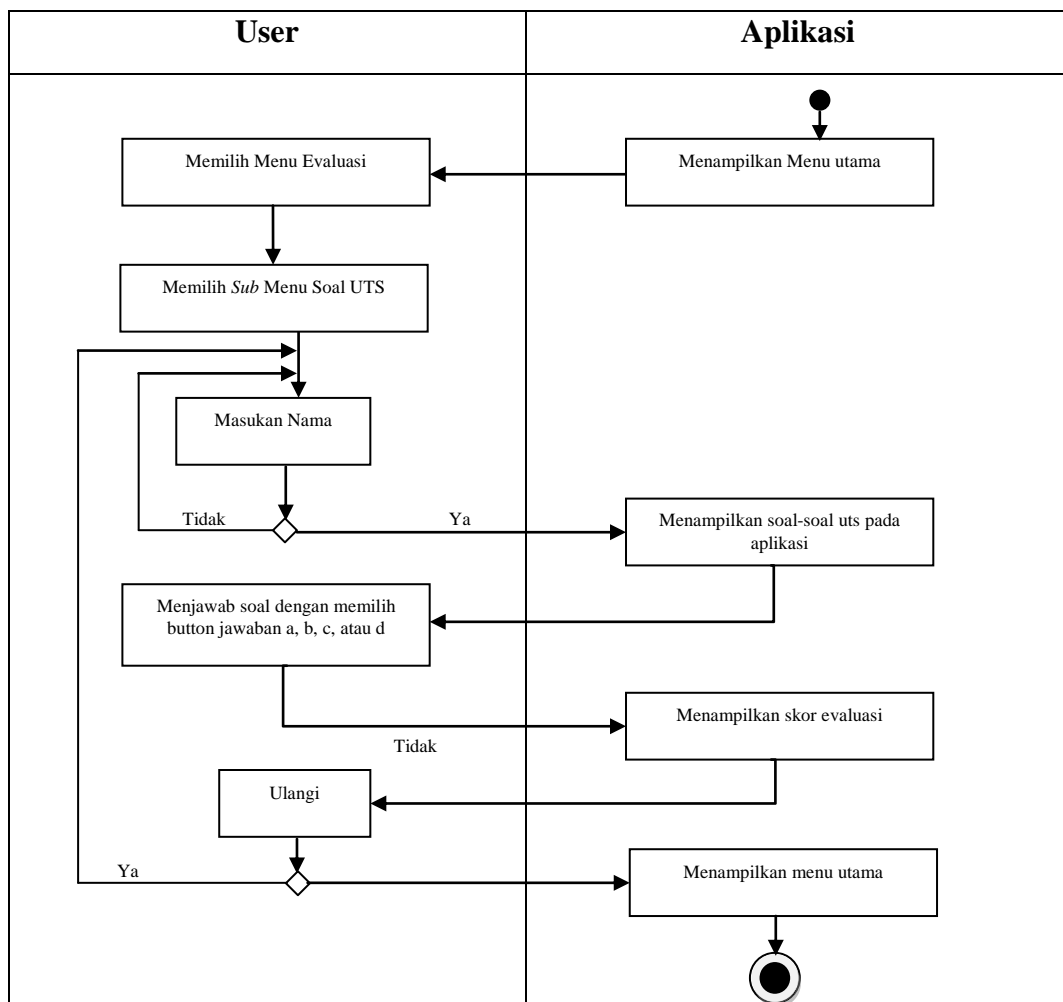 User
Aplikasi
Menampilkan Menu utama
Memilih Menu Evaluasi
Memilih Sub Menu Soal UTS
Masukan Nama
Tidak
Ya
Menampilkan soal-soal uts pada
aplikasi
Menjawab soal dengan memilih
button jawaban a, b, c, atau d
Menampilkan skor evaluasi
Tidak
Ulangi
Ya
Menampilkan menu utama